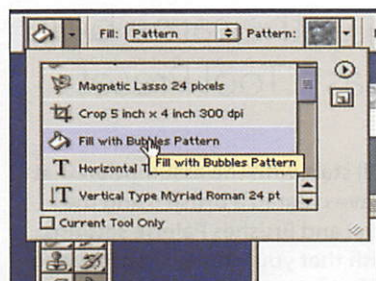 Fill: Pattern Pattern:
Magnetic Lasso 24 pixels
Crop 5 inch x 4 inch 300 dpi
Fill with Bubbles Pattern
Horizontal T
Fill with Bubbles Pattern
Vertical Type Myriad Roman 24 pt
Current Tool Only